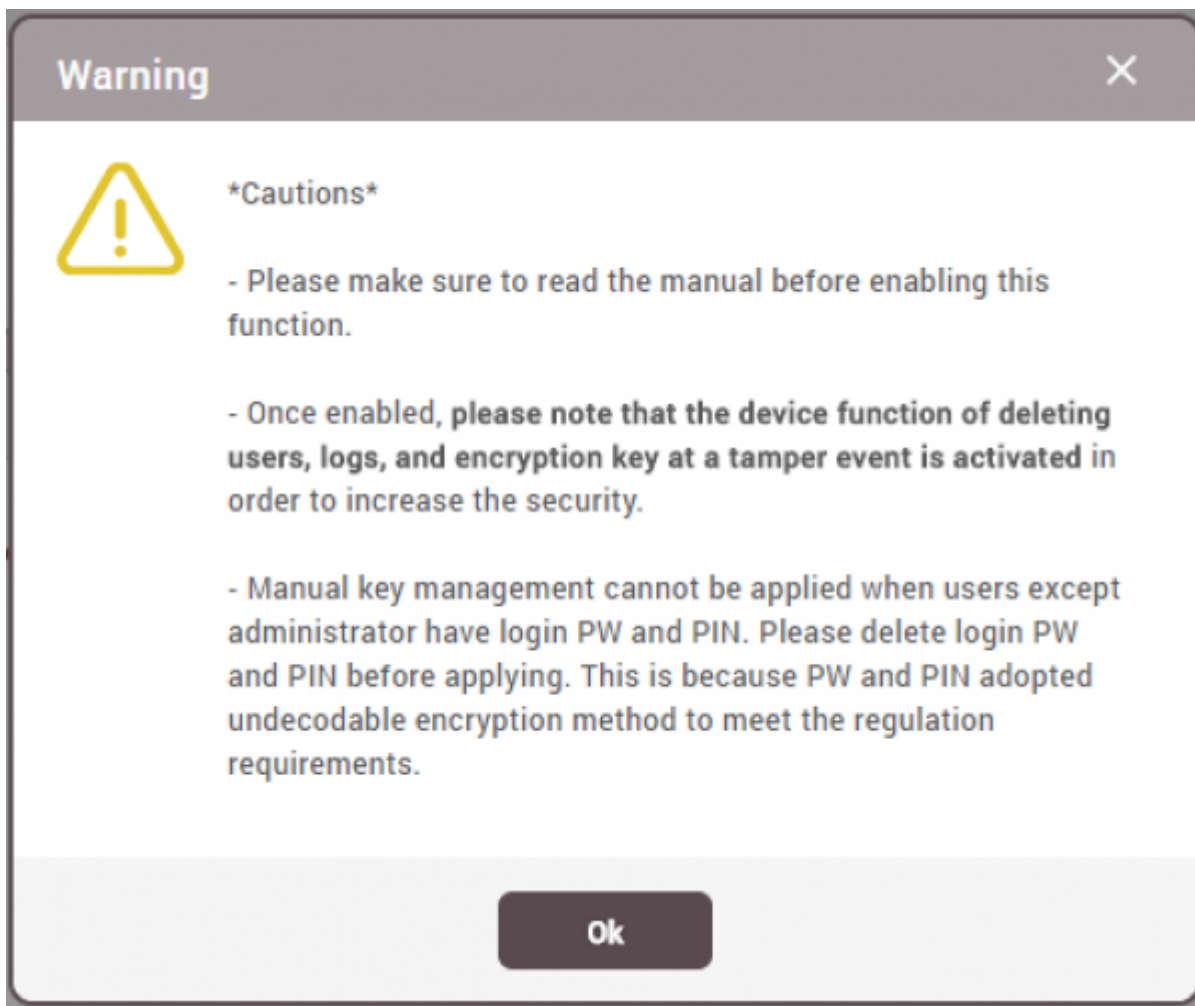 Warning
*Cautions*
- Please make sure to read the manual before enabling this
function.
- Once enabled, please note that the device function of deleting
users, logs, and encryption key at a tamper event is activated in
order to increase the security.
- Manual key management cannot be applied when users except
administrator have login PW and PIN. Please delete login PW
and PIN before applying. This is because PW and PIN adopted
undecodable encryption method to meet the regulation
requirements.
Ok